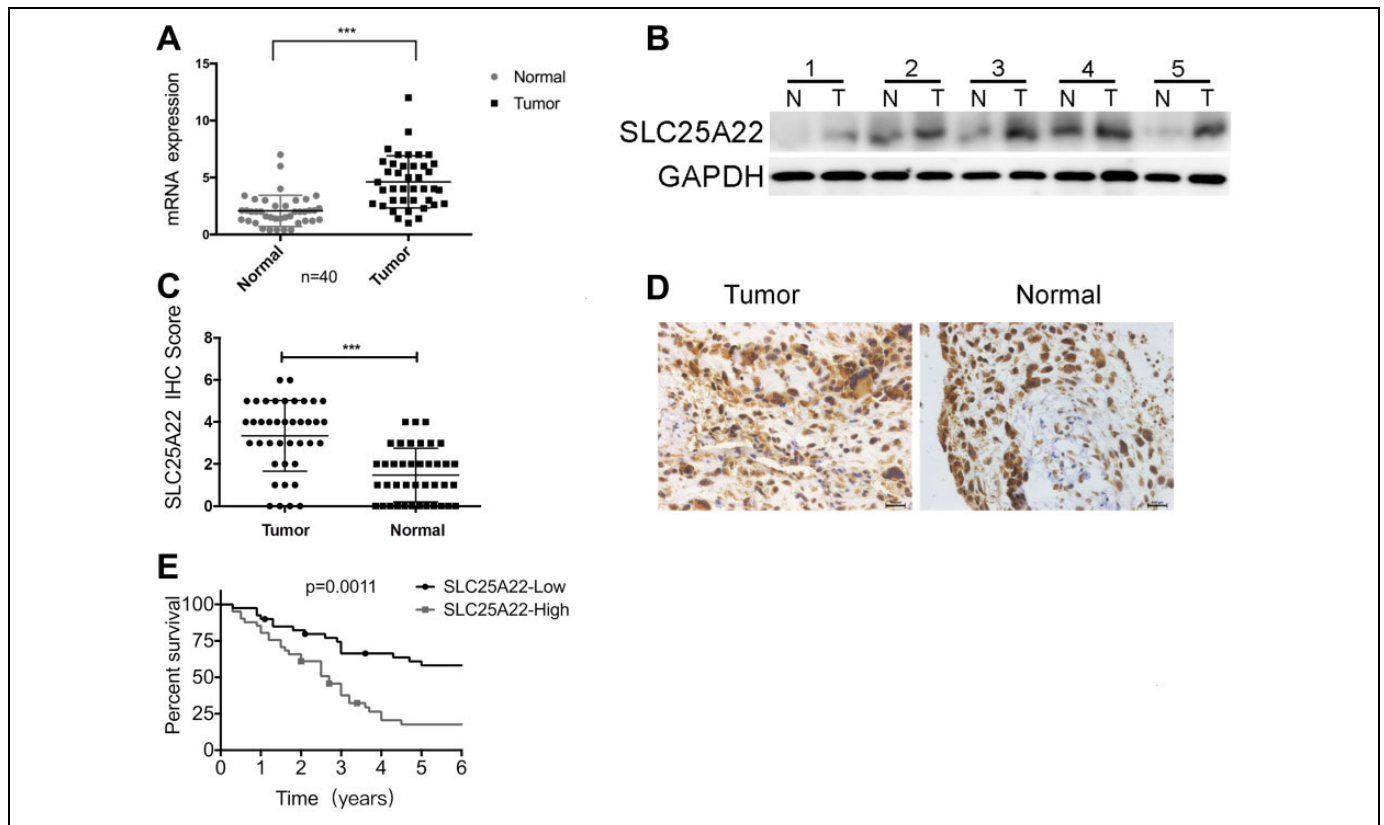 A
***
15
10
5
0
mRNA expression
Normal
Tumor
Normal
Tumor
n=40
B
1 2 3 4 5
N T N T N T N T N T
SLC25A22
GAPDH
C
SLC25A22 IHC Score
8
6
4
2
0
***
Tumor Normal
D
Tumor Normal
E
p=0.0011
SLC25A22-Low
SLC25A22-High
Percent survival
100
75
50
25
0
0 1 2 3 4 5 6
Time (years)